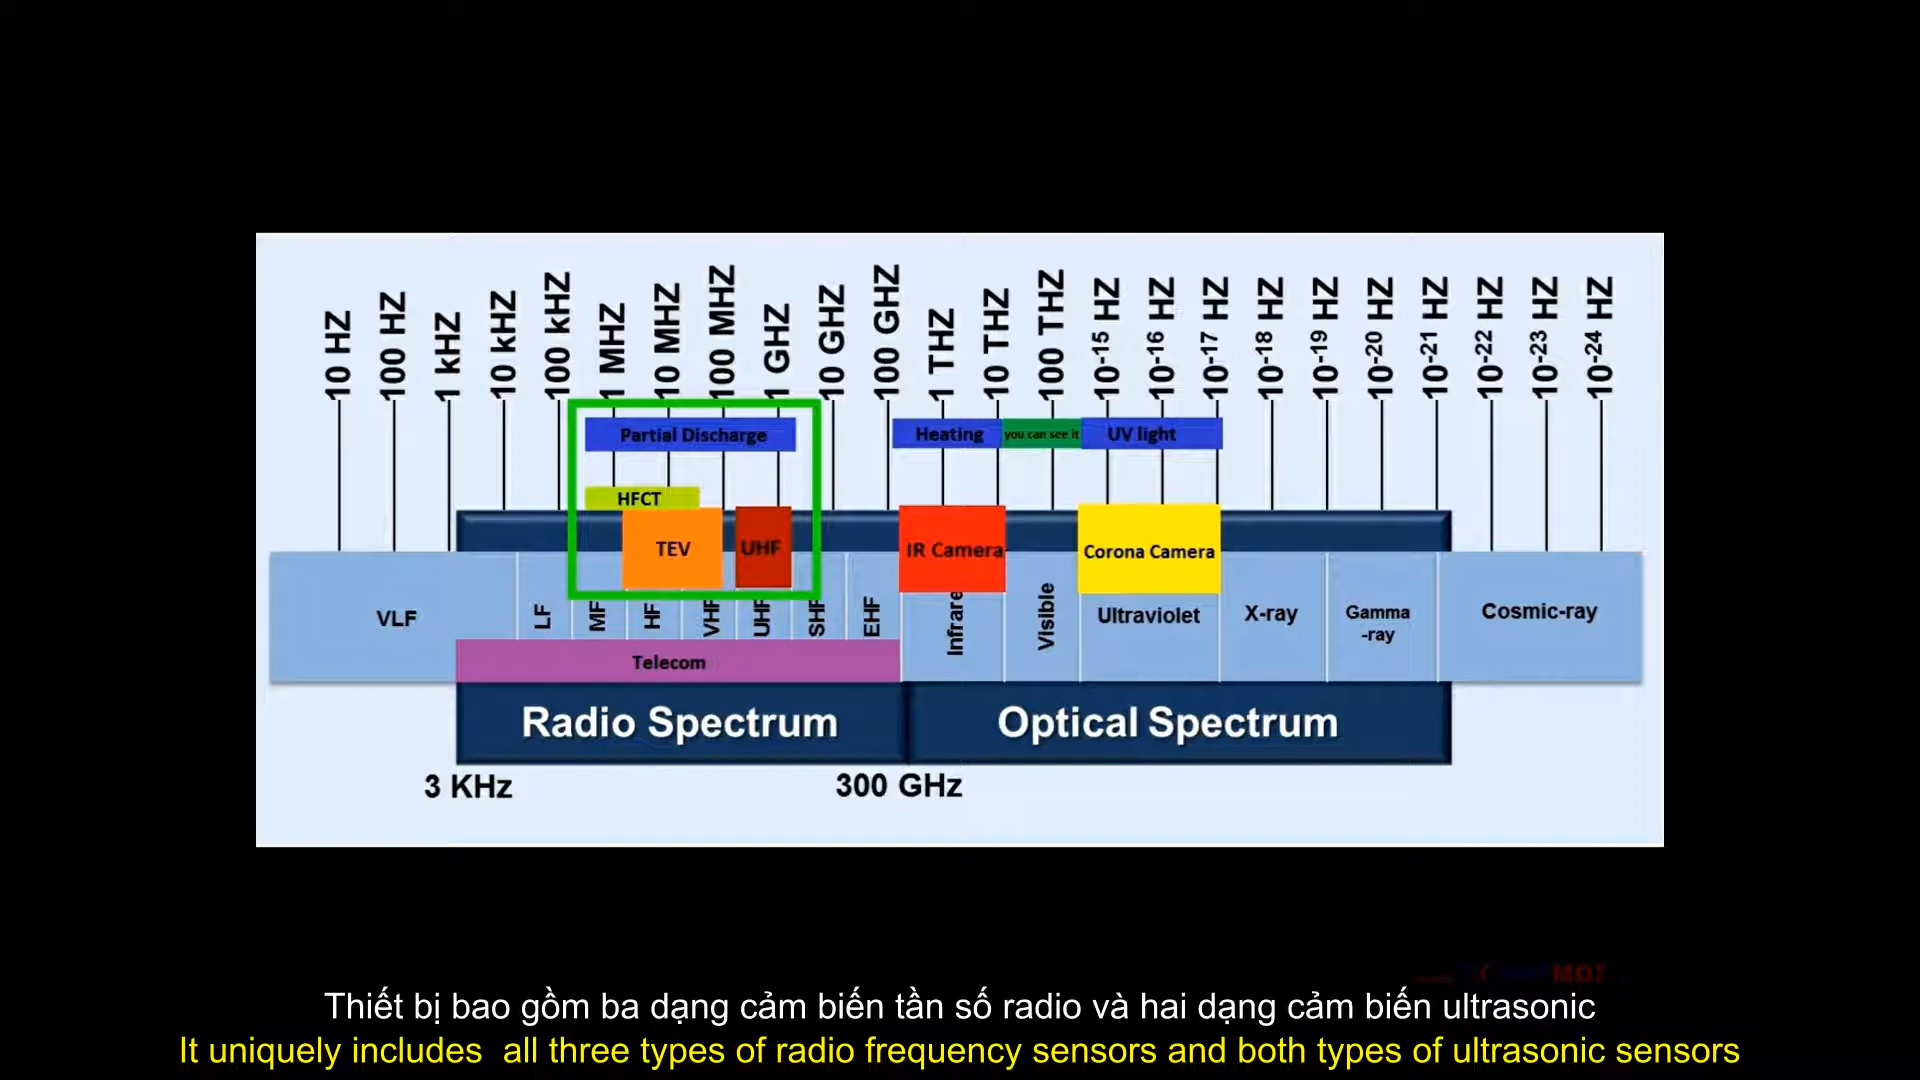 10 HZ
100 HZ
1 kHZ
10 kHZ
100 kHZ
1 MHZ
10 MHZ
100 MHZ
1 GHZ
10 GHZ
100 GHZ
1 THZ
10 THZ
100 THZ
10-15 HZ
10-16 HZ
10-17 HZ
10-18 HZ
10-19 HZ
10-20 HZ
10-21 HZ
10-22 HZ
10-23 HZ
10-24 HZ
Partial Discharge
Heating
you can see it
UV light
HFCT
TEV
UHF
IR Camera
Corona Camera
VLF
LF
MF
HF
VHF
UHF
SHF
EHF
Infrare
Visible
Ultraviolet
X-ray
Gamma
-ray
Cosmic-ray
Telecom
Radio Spectrum
Optical Spectrum
3 KHz
300 GHz
Thiết bị bao gồm ba dạng cảm biến tần số radio và hai dạng cảm biến ultrasonic
It uniquely includes  all three types of radio frequency sensors and both types of ultrasonic sensors